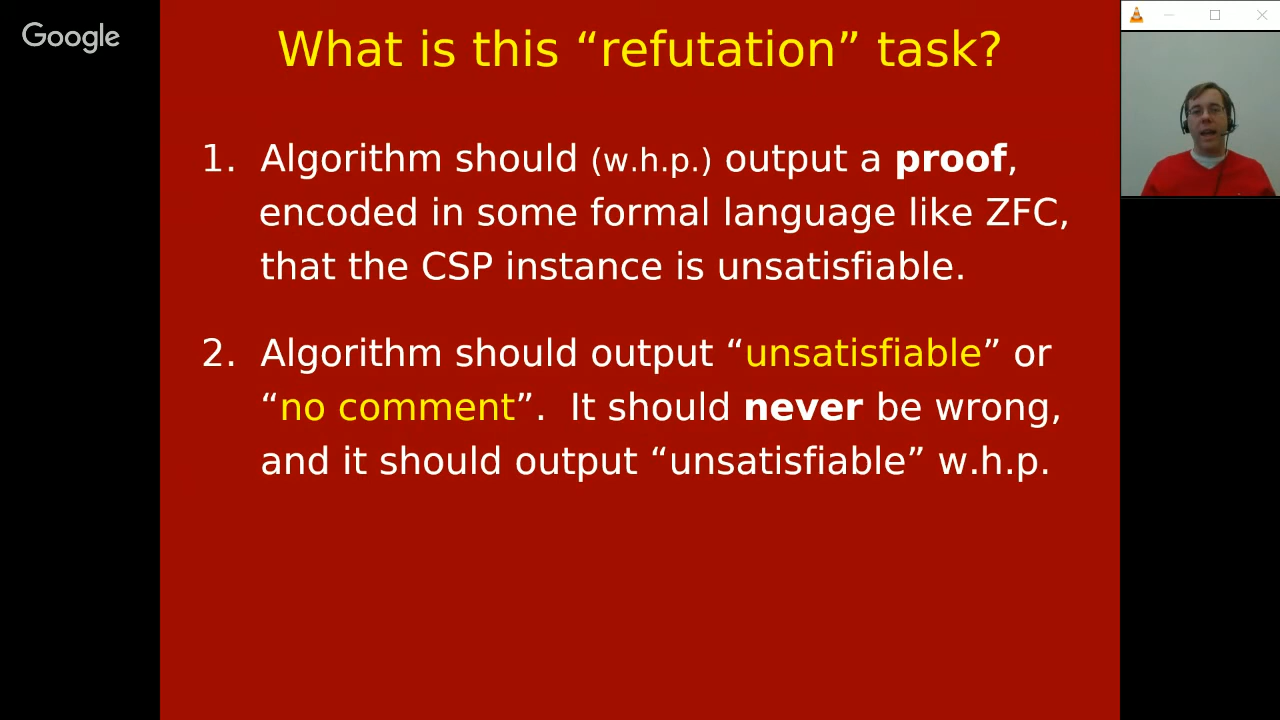 Google
What is this “refutation” task?
1. Algorithm should (w.h.p.) output a proof,
encoded in some formal language like ZFC,
that the CSP instance is unsatisfiable.
2. Algorithm should output “unsatisfiable” or
“no comment”. It should never be wrong,
and it should output “unsatisfiable” w.h.p.